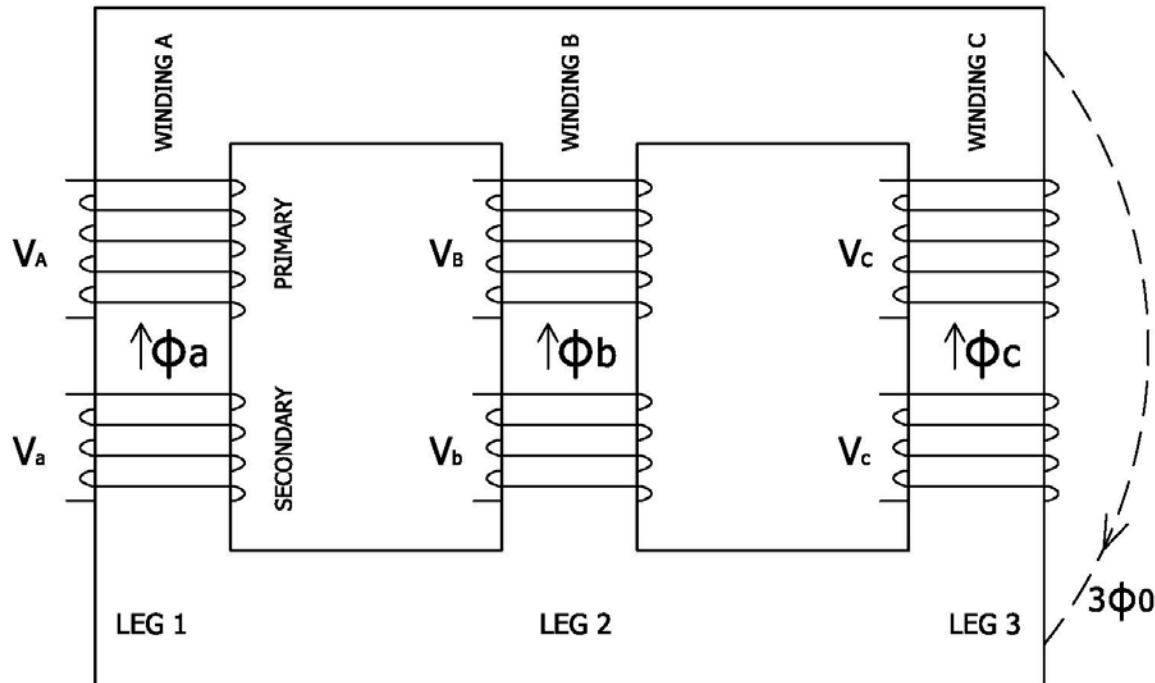 WINDING A
WINDING B
WINDING C
PRIMARY
VA
VB
VC
ϕa
ϕb
ϕc
SECONDARY
Va
Vb
Vc
3ϕ0
LEG 1
LEG 2
LEG 3